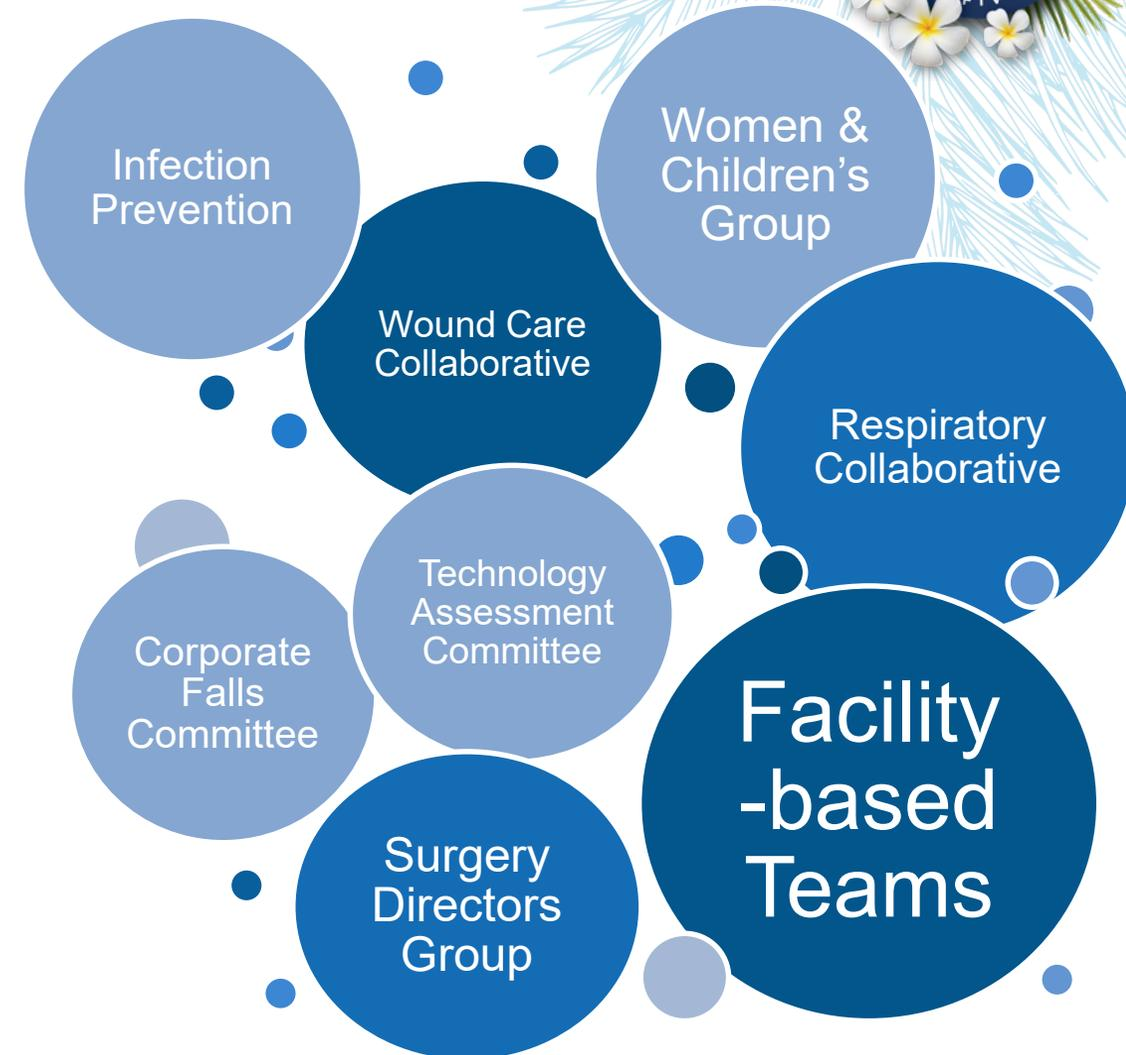 Infection
Prevention
Women &
Children’s
Group
Wound Care
Collaborative
Respiratory
Collaborative
Technology
Assessment
Committee
Corporate
Falls
Committee
Facility
-based
Teams
Surgery
Directors
Group